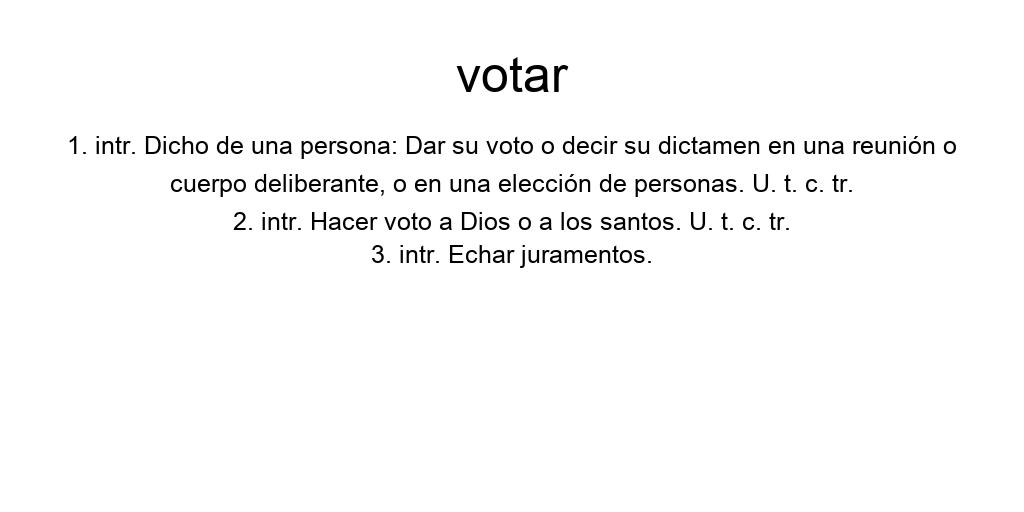 votar
1. intr. Dicho de una persona: Dar su voto o decir su dictamen en una reunión o
cuerpo deliberante, o en una elección de personas. U. t. c. tr.
2. intr. Hacer voto a Dios o a los santos. U. t. c. tr.
3. intr. Echar juramentos.